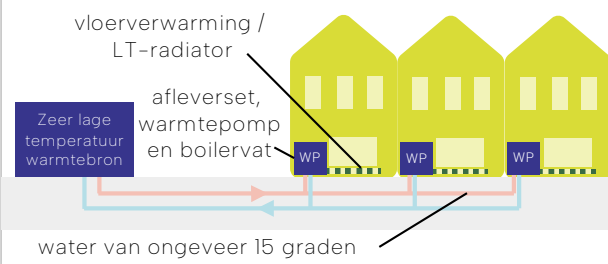 vloerverwarming /
LT-radiator
afleverset,
warmtepomp
en boilervat
Zeer lage
temperatuur
warmtebron
WP
WP
WP
water van ongeveer 15 graden